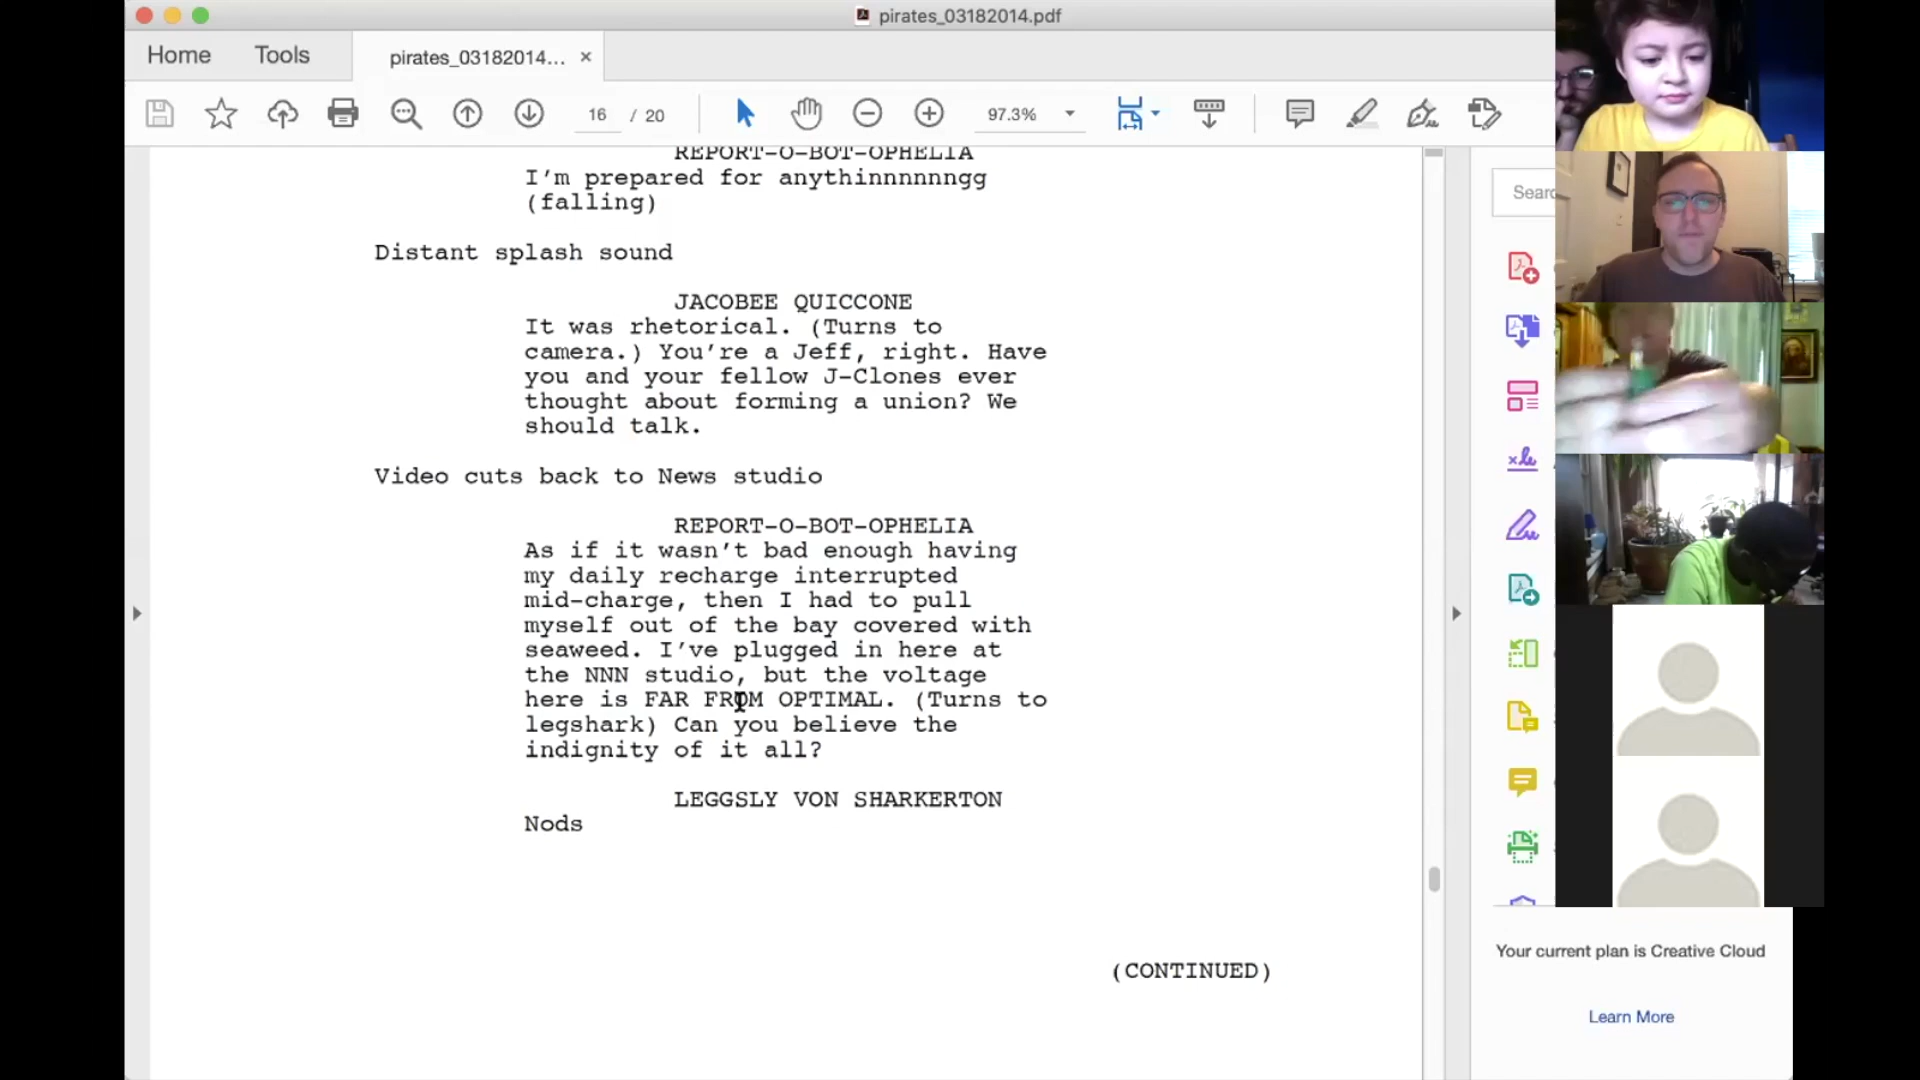 pirates_03182014.pdf
Home
Tools
pirates_03182014...
16 / 20
97.3%
REPORT-O-BOT-OPHELIA
I'm prepared for anythinnnnnngg
(falling)
Distant splash sound
JACOBEE QUICCONE
It was rhetorical. (Turns to
camera.) You're a Jeff, right. Have
you and your fellow J-Clones ever
thought about forming a union? We
should talk.
Video cuts back to News studio
REPORT-O-BOT-OPHELIA
As if it wasn't bad enough having
my daily recharge interrupted
mid-charge, then I had to pull
myself out of the bay covered with
seaweed. I've plugged in here at
the NNN studio, but the voltage
here is FAR FROM OPTIMAL. (Turns to
legshark) Can you believe the
indignity of it all?
LEGGSLY VON SHARKERTON
Nods
(CONTINUED)
Searc
Your current plan is Creative Cloud
Learn More